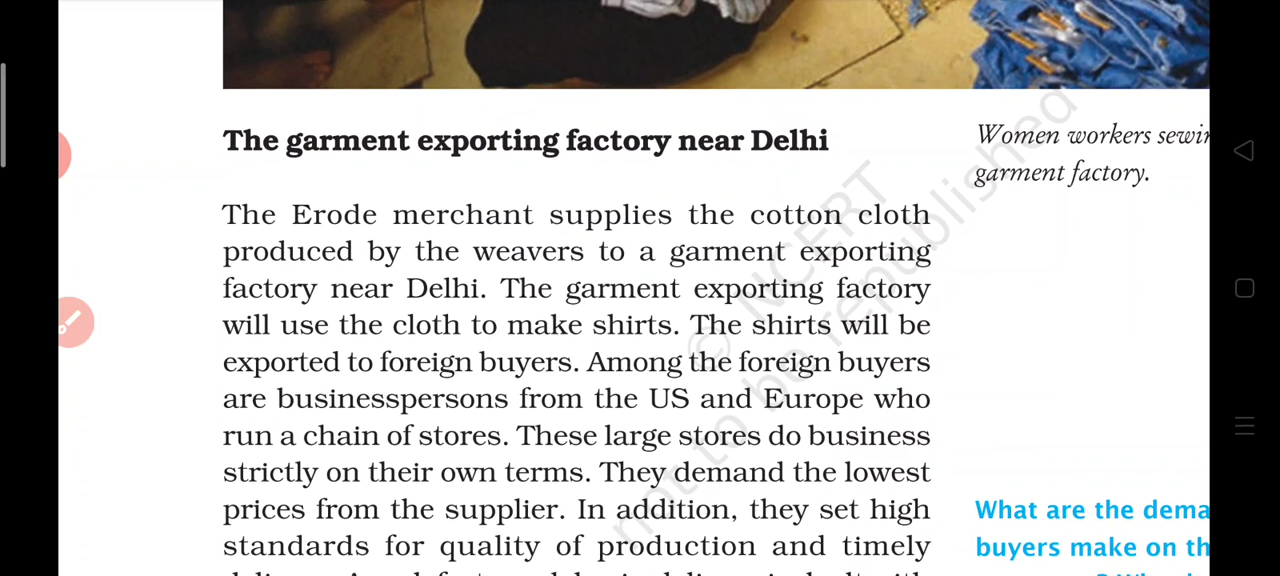 The garment exporting factory near Delhi
Women workers
garment factory.
The Erode merchant supplies the cotton cloth
produced by the weavers to a garment exporting
factory near Delhi. The garment exporting factory
will use the cloth to make shirts. The shirts will be
exported to foreign buyers. Among the foreign buyers
are businesspersons from the US and Europe who
run a chain of stores. These large stores do business
strictly on their own terms. They demand the lowest
prices from the supplier. In addition, they set high
standards for quality of production and timely
What are the
buyers make on
© NCERT
not to be republished